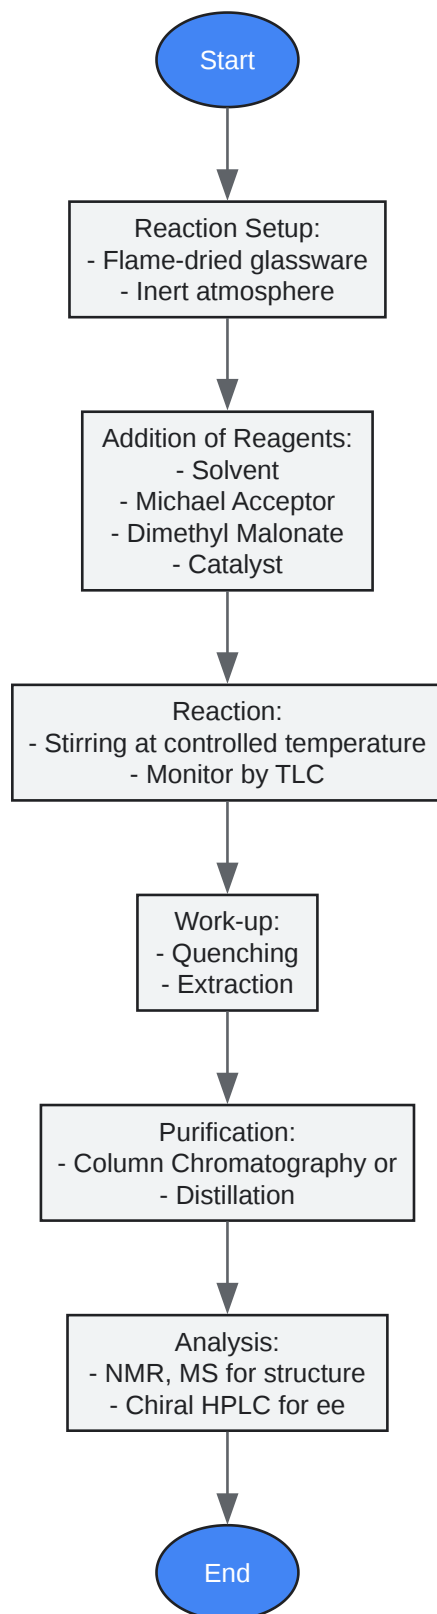 Start
Reaction Setup:
- Flame-dried glassware
- Inert atmosphere
Addition of Reagents:
- Solvent
- Michael Acceptor
- Dimethyl Malonate
- Catalyst
Reaction:
- Stirring at controlled temperature
- Monitor by TLC
Work-up:
- Quenching
- Extraction
Purification:
- Column Chromatography or
- Distillation
Analysis:
- NMR, MS for structure
- Chiral HPLC for ee
End